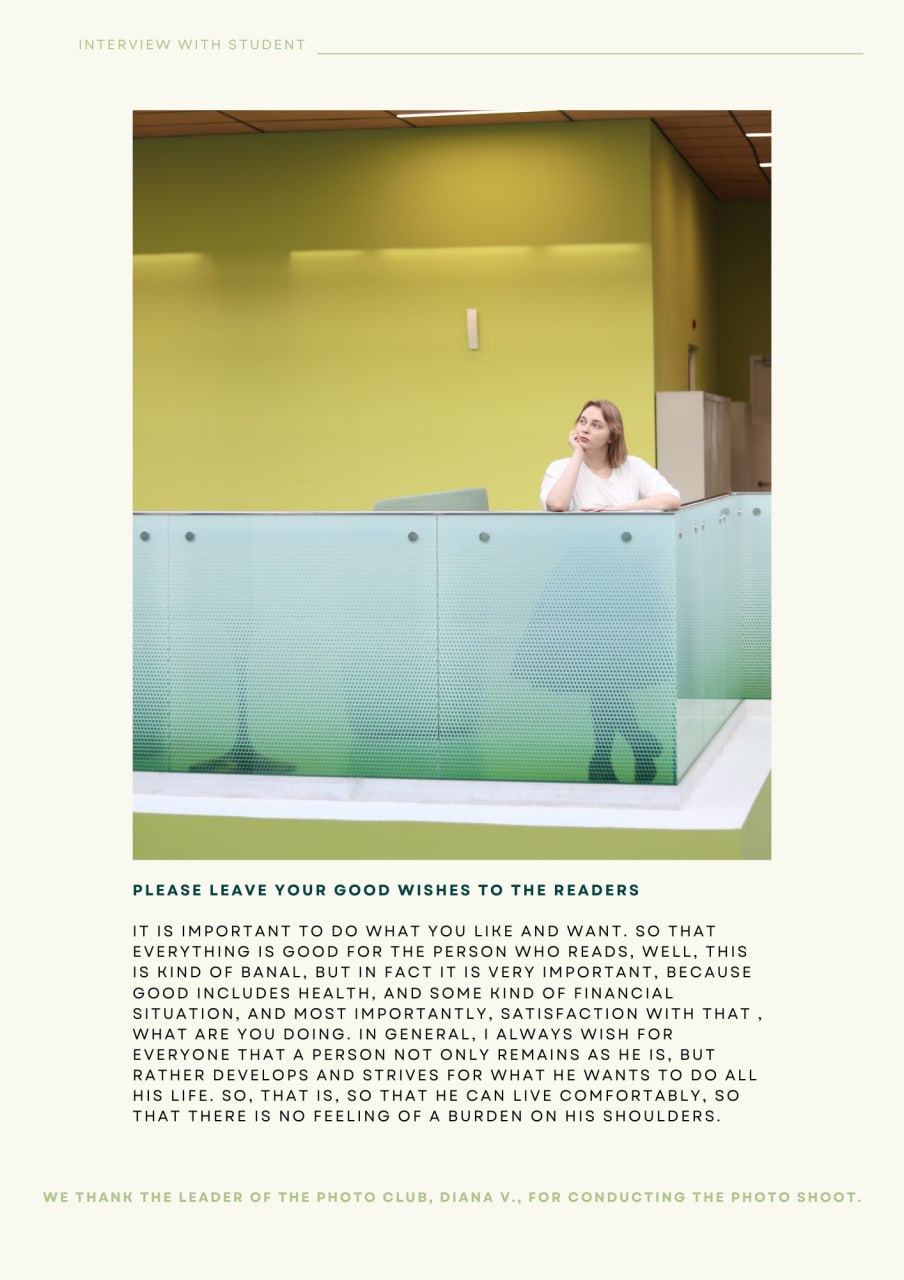 INTERVIEW WITH STUDENT
PLEASE LEAVE YOUR GOOD WISHES TO THE READERS
IT IS IMPORTANT TO DO WHAT YOU LIKE AND WANT. SO THAT
EVERYTHING IS GOOD FOR THE PERSON WHO READS, WELL, THIS
IS KIND OF BANAL, BUT IN FACT IT IS VERY IMPORTANT, BECAUSE
GOOD INCLUDES HEALTH, AND SOME KIND OF FINANCIAL
SITUATION, AND MOST IMPORTANTLY, SATISFACTION WITH THAT ,
WHAT ARE YOU DOING. IN GENERAL, I ALWAYS WISH FOR
EVERYONE THAT A PERSON NOT ONLY REMAINS AS HE IS, BUT
RATHER DEVELOPS AND STRIVES FOR WHAT HE WANTS TO DO ALL
HIS LIFE. SO, THAT IS, SO THAT HE CAN LIVE COMFORTABLY, SO
THAT THERE IS NO FEELING OF A BURDEN ON HIS SHOULDERS.
WE THANK THE LEADER OF THE PHOTO CLUB, DIANA V., FOR CONDUCTING THE PHOTO SHOOT.